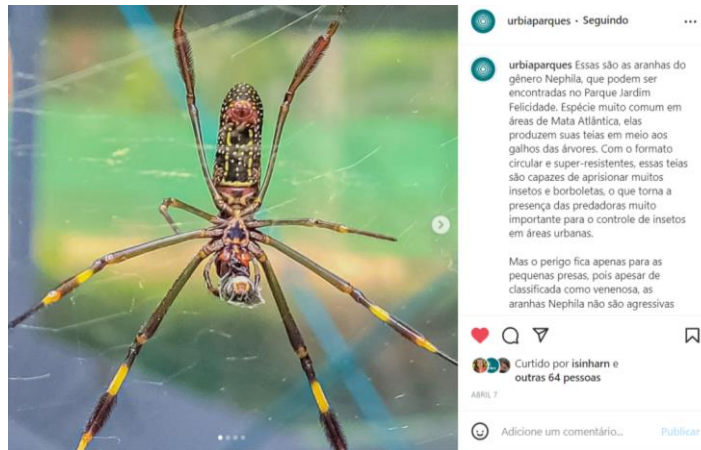 urbiaparques • Seguindo
urbiaparques Essas são as aranhas do
gênero Nephila, que podem ser
encontradas no Parque Jardim
Felicidade. Espécie muito comum em
áreas de Mata Atlântica, elas
produzem suas teias em meio aos
galhos das árvores. Com o formato
circular e super-resistentes, essas teias
são capazes de aprisionar muitos
insetos e borboletas, o que torna a
presença das predadoras muito
importante para o controle de insetos
em áreas urbanas.
Mas o perigo fica apenas para as
pequenas presas, pois apesar de
classificada como venenosa, as
aranhas Nephila não são agressivas
Curtido por isinharn e
outras 64 pessoas
ABRIL 7
Adicione um comentário...
Publicar